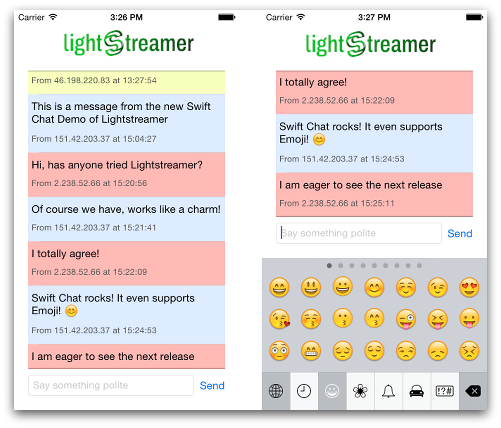 Carrier 3:26 PM
lightStreamer
From 46.198.220.83 at 13:27:54
This is a message from the new Swift
Chat Demo of Lightstreamer
From 151.42.203.37 at 15:04:27
Hi, has anyone tried Lightstreamer?
From 2.238.52.66 at 15:20:56
Of course we have, works like a charm!
From 151.42.203.37 at 15:21:41
I totally agree!
From 2.238.52.66 at 15:22:09
Swift Chat rocks! It even supports
Emoji! 😊
From 151.42.203.37 at 15:24:53
I am eager to see the next release
Say something polite Send
Carrier 3:27 PM
lightStreamer
I totally agree!
From 2.238.52.66 at 15:22:09
Swift Chat rocks! It even supports
Emoji! 😊
From 151.42.203.37 at 15:24:53
I am eager to see the next release
From 2.238.52.66 at 15:25:11
Say something polite Send
!?#